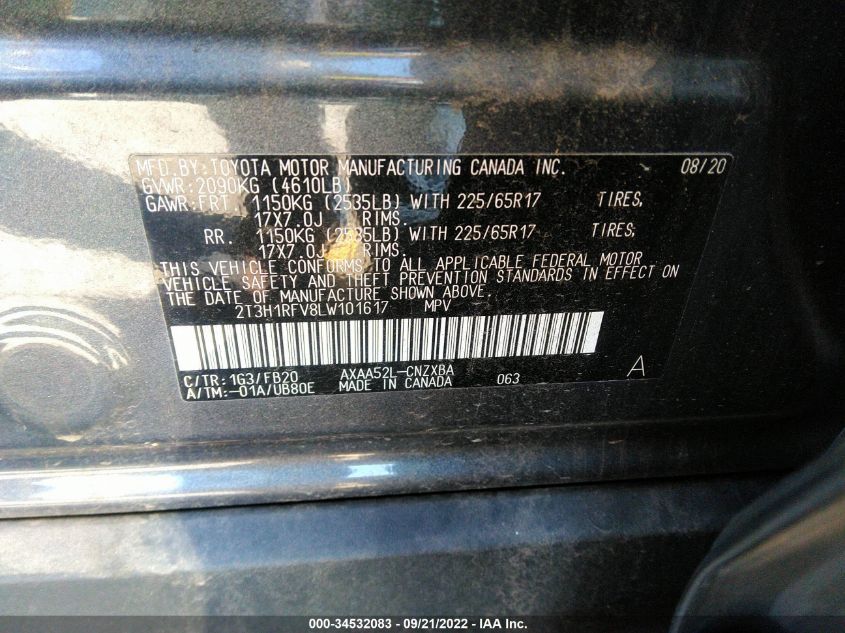 MFD.BY:TOYOTA MOTOR MANUFACTURING CANADA INC. 08/20
GVWR:2090KG (4610LB)
GAWR:FRT. 1150KG (2535LB) WITH 225/65R17 TIRES,
17X7.0J RIMS.
RR. 1150KG (2535LB) WITH 225/65R17 TIRES,
17X7.0J RIMS.
THIS VEHICLE CONFORMS TO ALL APPLICABLE FEDERAL MOTOR
VEHICLE SAFETY AND THEFT PREVENTION STANDARDS IN EFFECT ON
THE DATE OF MANUFACTURE SHOWN ABOVE.
2T3H1RFV8LW101617 MPV
C/TR:1G3/FB20 AXAA52L-CNZXBA A
A/TM:-01A/UB80E MADE IN CANADA 063
000-34532083 - 09/21/2022 - IAA Inc.